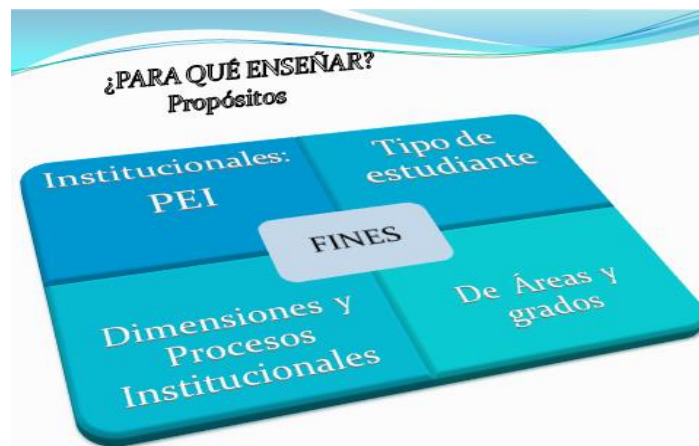 ¿PARA QUÉ ENSEÑAR?
Propósitos
Institucionales:
PEI
Tipo de
estudiante
FINES
Dimensiones y
Procesos
Institucionales
De Áreas y
grados